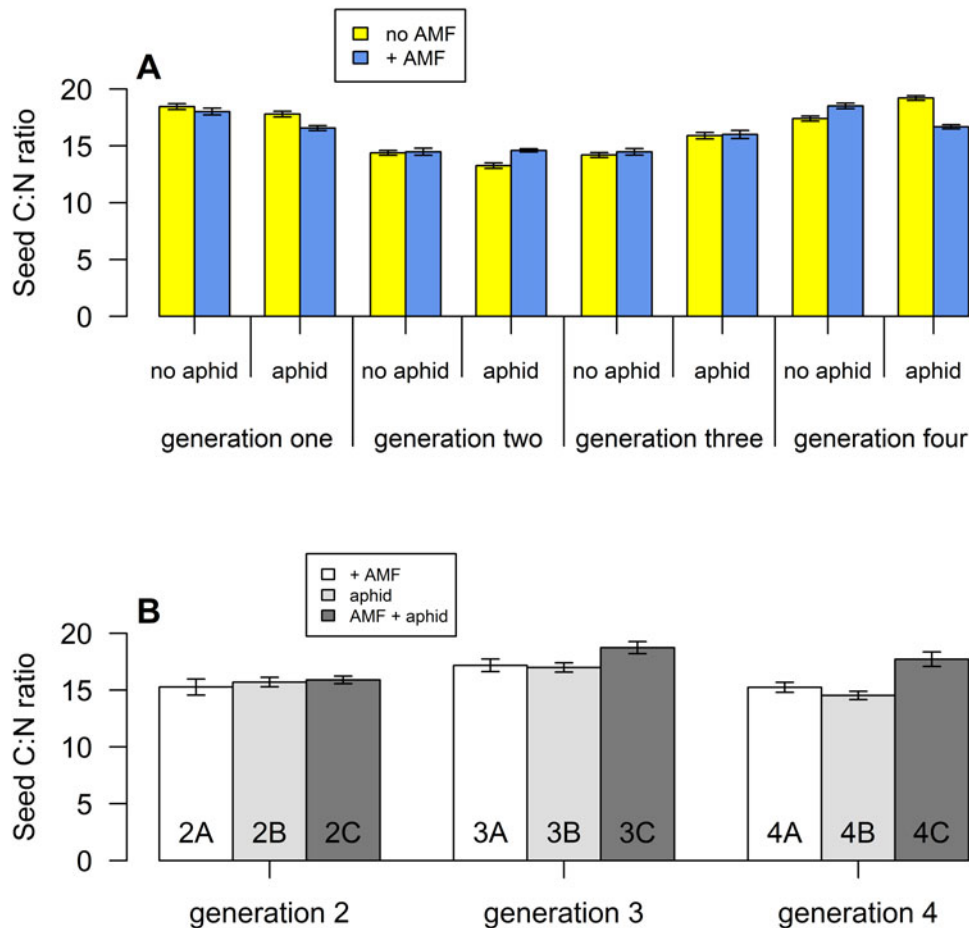 no AMF
+ AMF
A
Seed C:N ratio
20
15
10
5
0
no aphid aphid no aphid aphid no aphid aphid no aphid aphid
generation one generation two generation three generation four
+ AMF
aphid
AMF + aphid
B
Seed C:N ratio
20
15
10
5
0
2A 2B 2C 3A 3B 3C 4A 4B 4C
generation 2 generation 3 generation 4